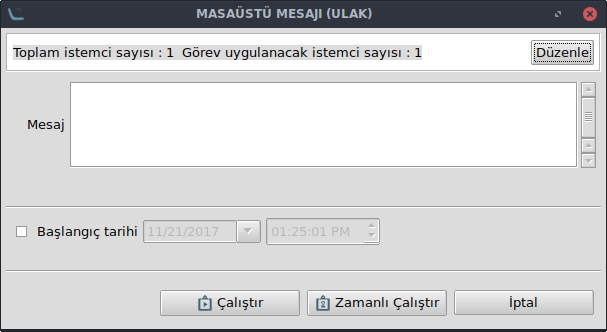 MASAÜSTÜ MESAJI (ULAK)
Toplam istemci sayısı : 1  Görev uygulanacak istemci sayısı : 1
Düzenle
Mesaj
Başlangıç tarihi
11/21/2017
01:25:01 PM
Çalıştır
Zamanlı Çalıştır
İptal